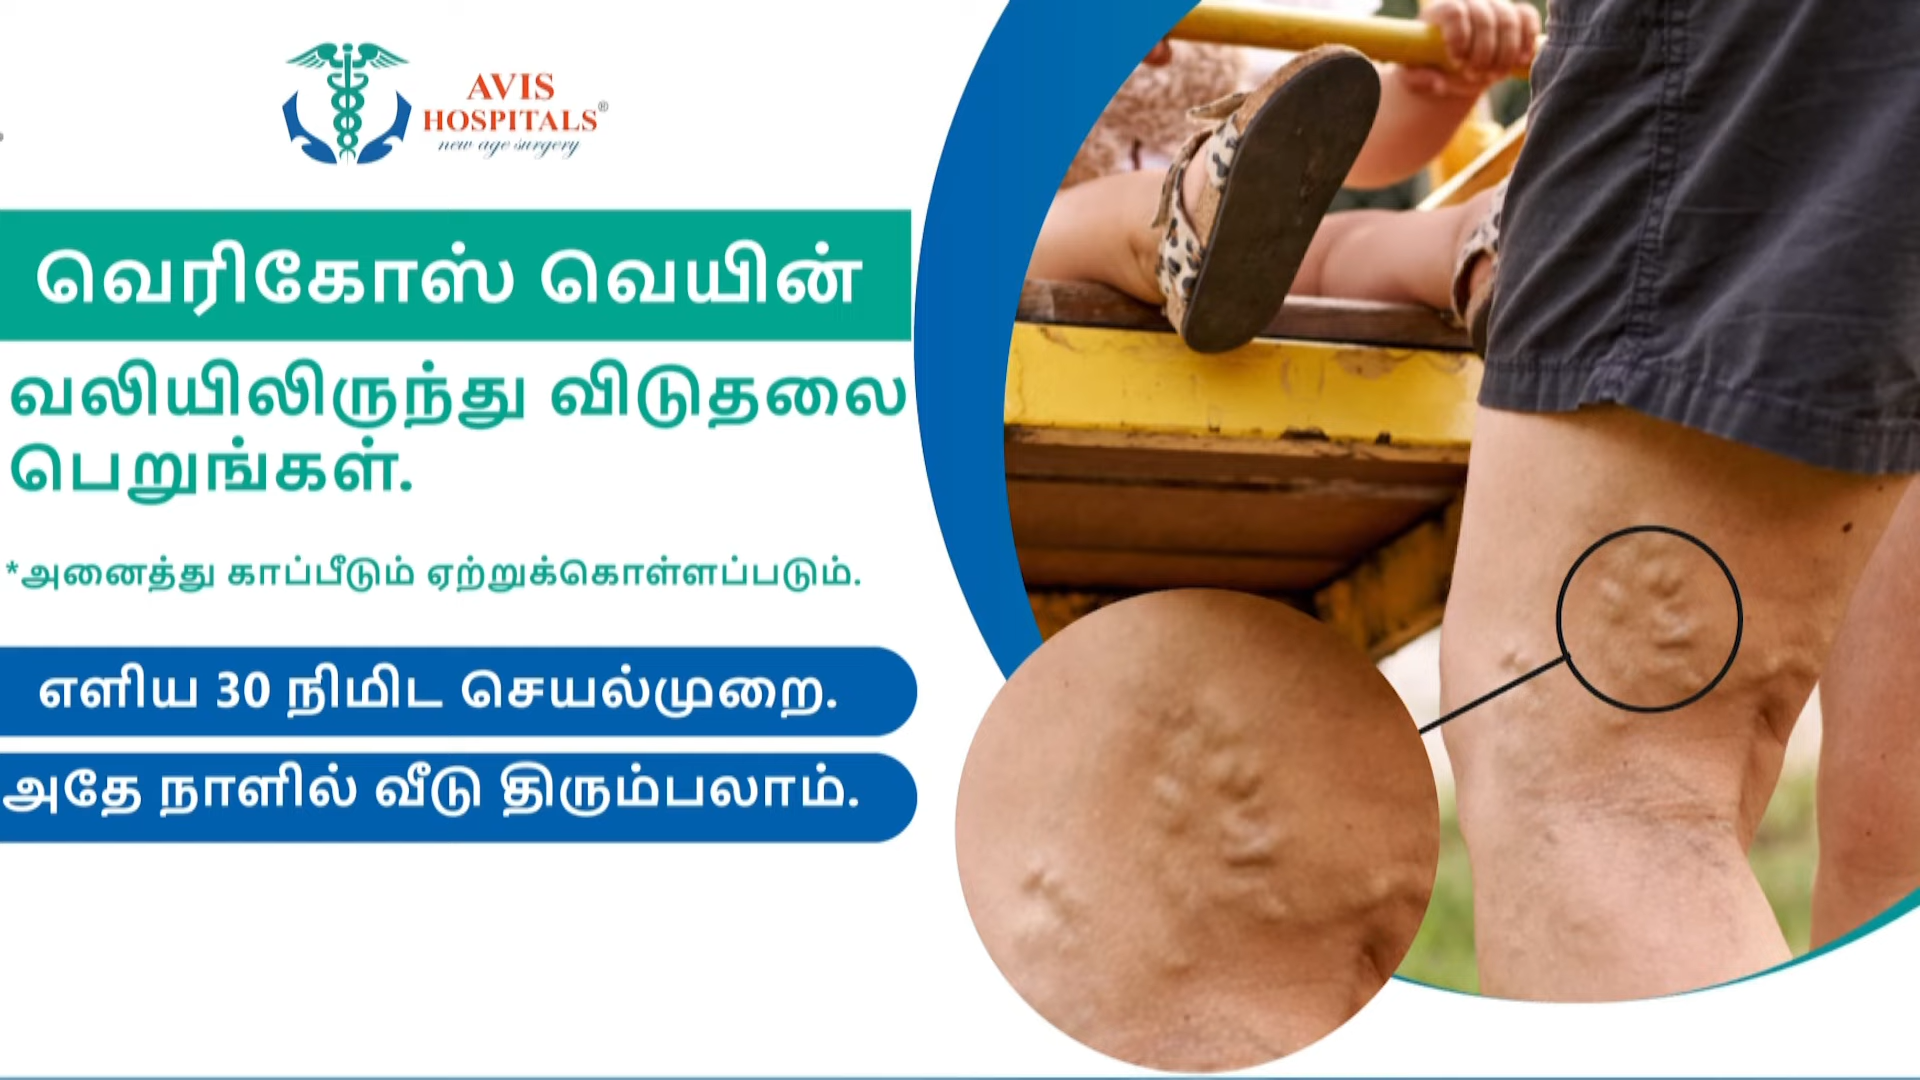 AVIS
HOSPITALS®
new age surgery
வெரிகோஸ் வெயின்
வலியிலிருந்து விடுதலை
பெறுங்கள்.
*அனைத்து காப்பீடும் ஏற்றுக்கொள்ளப்படும்.
எளிய 30 நிமிட செயல்முறை.
அதே நாளில் வீடு திரும்பலாம்.